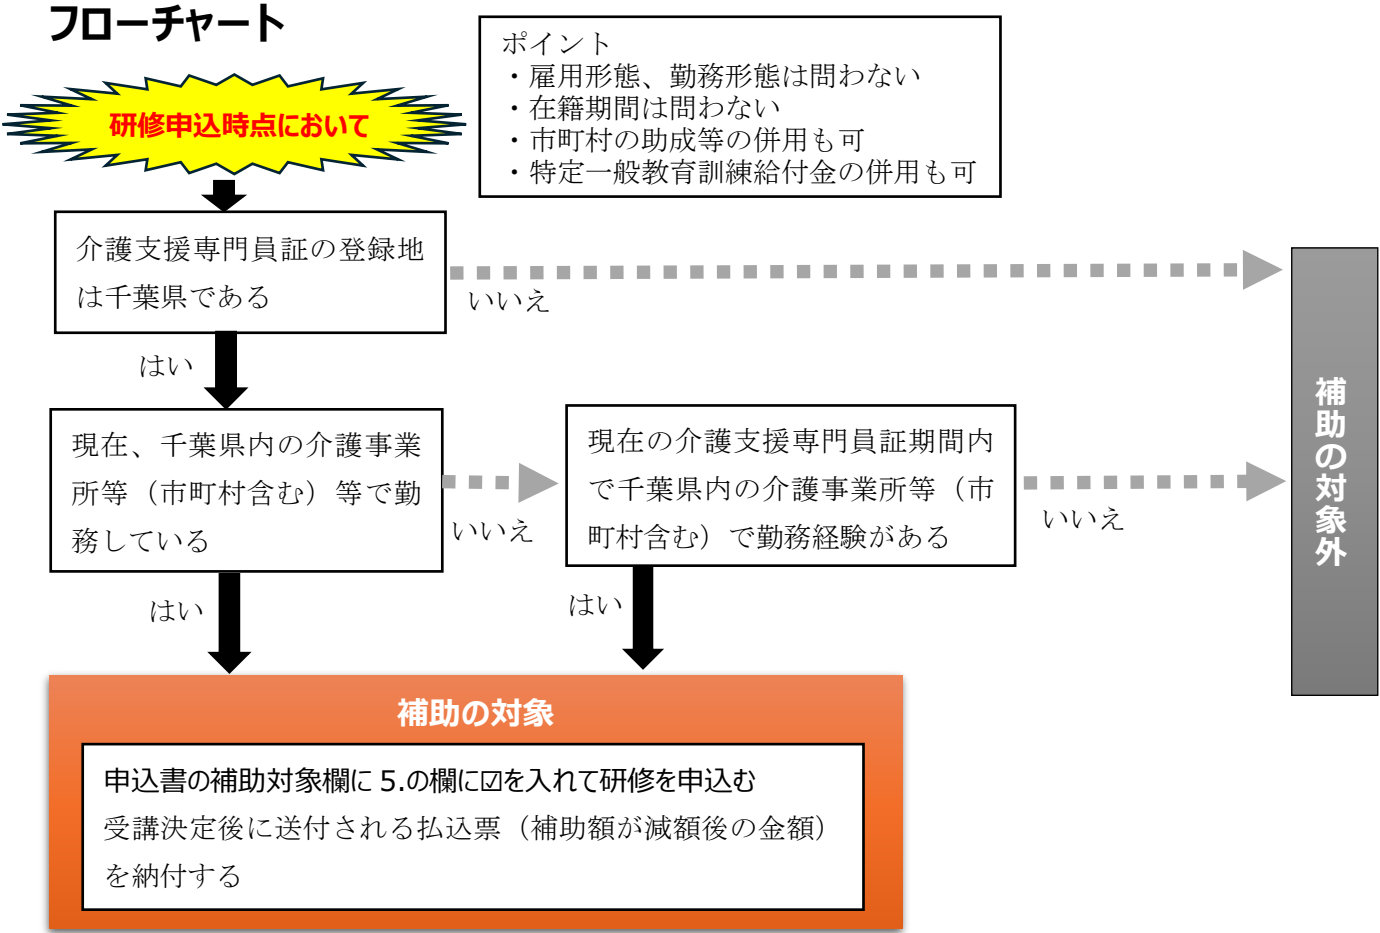 フローチャート
ポイント
・雇用形態、勤務形態は問わない
・在籍期間は問わない
・市町村の助成等の併用も可
・特定一般教育訓練給付金の併用も可
研修申込時点において
介護支援専門員証の登録地
は千葉県である
いいえ
はい
現在、千葉県内の介護事業
所等（市町村含む）等で勤
務している
いいえ
現在の介護支援専門員証期間内
で千葉県内の介護事業所等（市
町村含む）で勤務経験がある
いいえ
補助の対象外
はい
はい
補助の対象
申込書の補助対象欄に 5.の欄に☑を入れて研修を申込む
受講決定後に送付される払込票（補助額が減額後の金額）
を納付する